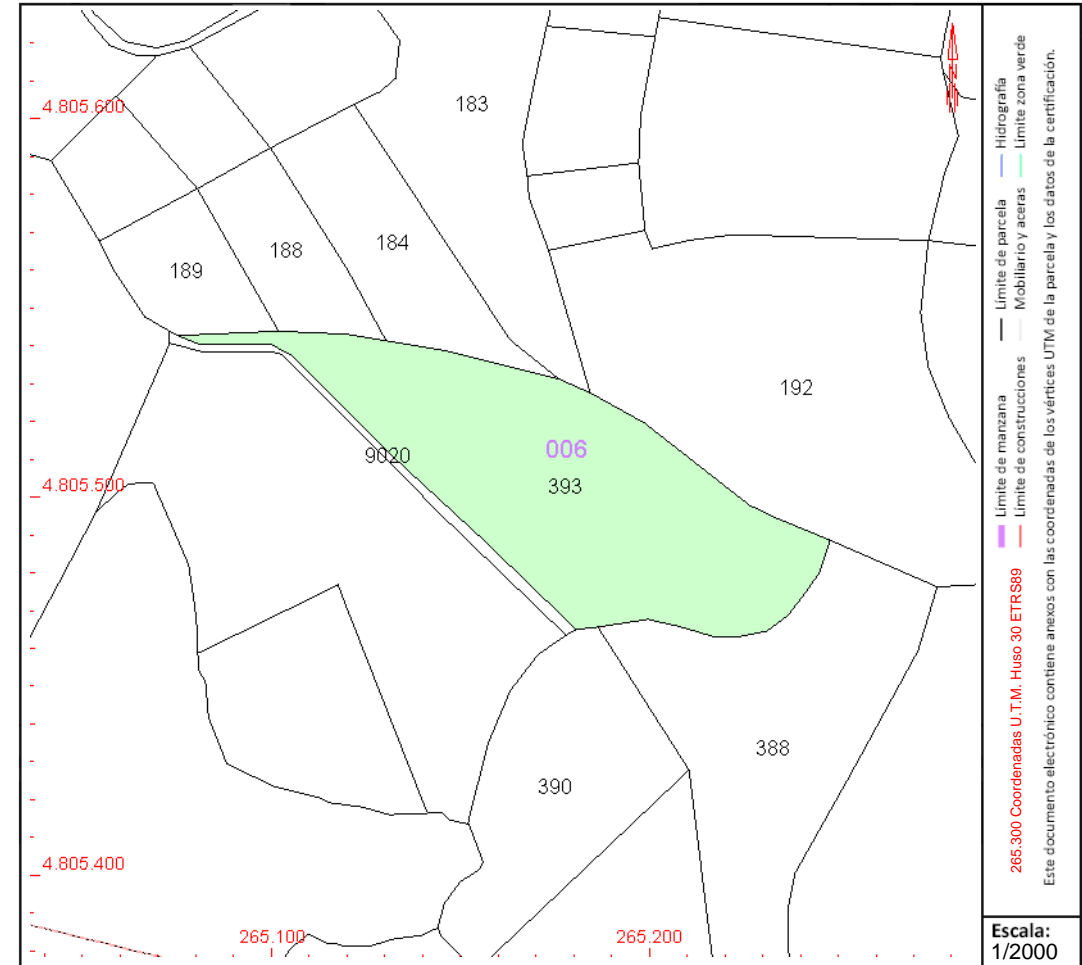 4.805.600
183
184
188
189
192
006
9020
393
4.805.500
388
390
4.805.400
265.100
265.200
Límite de manzana
Límite de parcela
Hidrografía
265.300 Coordenadas U.T.M. Huso 30 ETRS89
Límite de construcciones
Mobiliario y aceras
Límite zona verde
Este documento electrónico contiene anexos con las coordenadas de los vértices UTM de la parcela y los datos de la certificación.
Escala:
1/2000